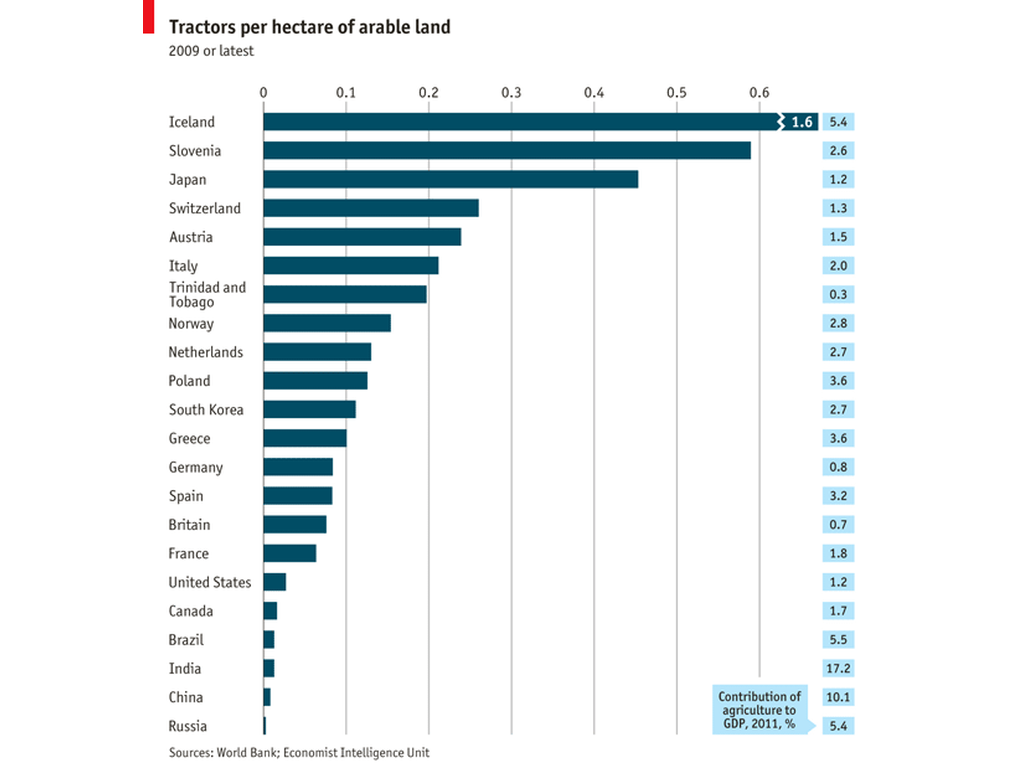 Tractors per hectare of arable land
2009 or latest
0 0.1 0.2 0.3 0.4 0.5 0.6
Iceland 1.6 5.4
Slovenia 2.6
Japan 1.2
Switzerland 1.3
Austria 1.5
Italy 2.0
Trinidad and
Tobago 0.3
Norway 2.8
Netherlands 2.7
Poland 3.6
South Korea 2.7
Greece 3.6
Germany 0.8
Spain 3.2
Britain 0.7
France 1.8
United States 1.2
Canada 1.7
Brazil 5.5
India 17.2
China 10.1
Russia 5.4
Contribution of
agriculture to
GDP, 2011, %
Sources: World Bank; Economist Intelligence Unit